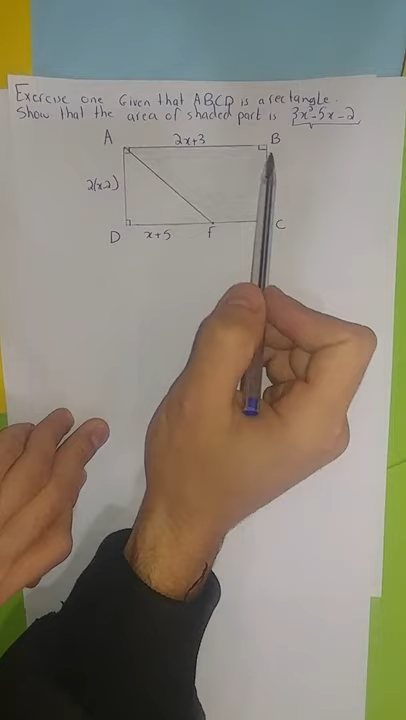 Exercise one Given that ABCD is a rectangle.
Show that the area of shaded part is 3x²-5x-2
A 2x+3 B
2(x-2)
D x+5 F C